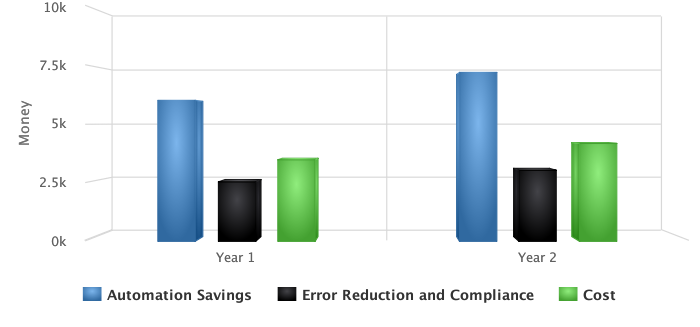 10k
7.5k
5k
2.5k
0k
Money
Year 1
Year 2
Automation Savings
Error Reduction and Compliance
Cost